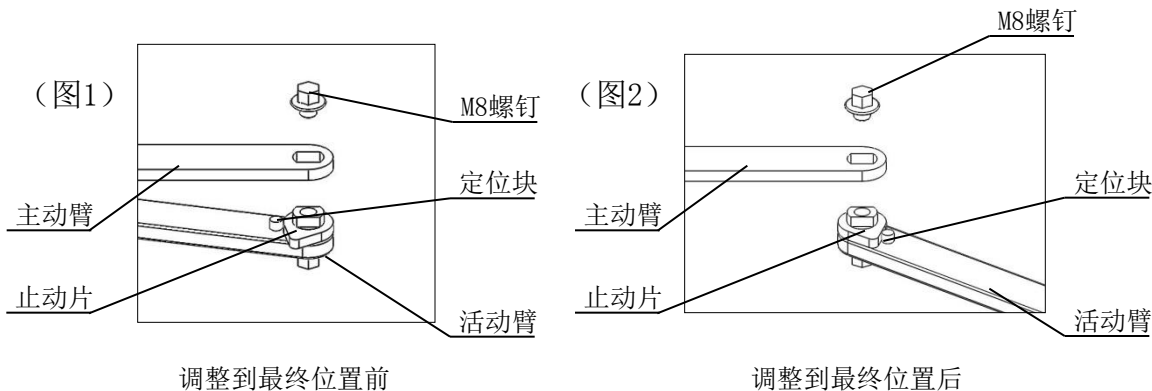 （图1）
M8螺钉
主动臂
定位块
止动片
活动臂
调整到最终位置前
（图2）
M8螺钉
主动臂
定位块
止动片
活动臂
调整到最终位置后